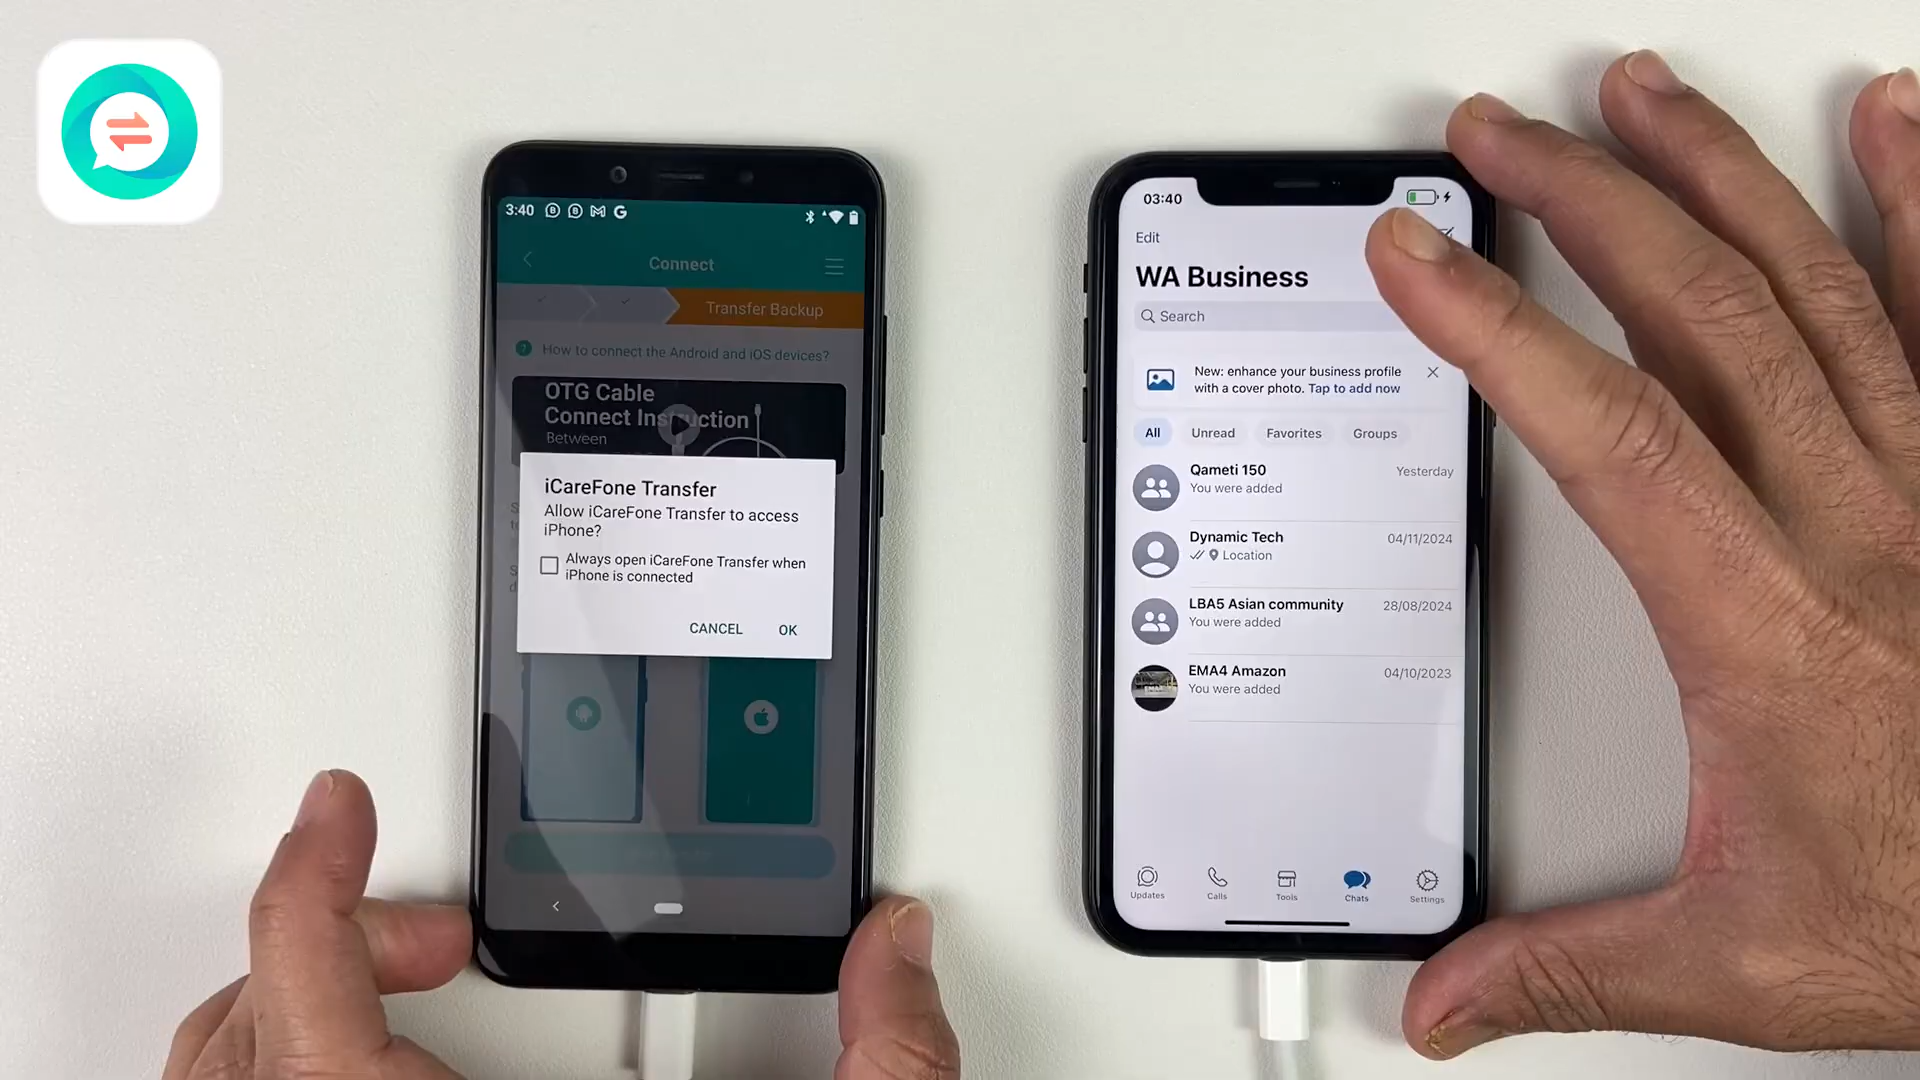 3:40
Connect
Transfer Backup
How to connect the Android and iOS devices?
OTG Cable
Connect Instruction
Between
iCareFone Transfer
Allow iCareFone Transfer to access
iPhone?
Always open iCareFone Transfer when
iPhone is connected
CANCEL OK
03:40
Edit
WA Business
Search
New: enhance your business profile
with a cover photo. Tap to add now
All Unread Favorites Groups
Qameti 150 Yesterday
You were added
Dynamic Tech 04/11/2024
Location
LBA5 Asian community 28/08/2024
You were added
EMA4 Amazon 04/10/2023
You were added
Updates Calls Tools Chats Settings